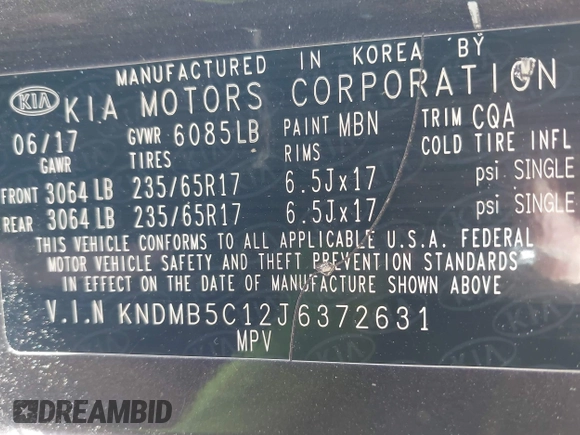 MANUFACTURED IN KOREA BY
KIA KIA MOTORS CORPORATION
06/17 GVWR 6085LB PAINT MBN TRIM CQA
GAWR TIRES RIMS COLD TIRE INFL
FRONT 3064 LB 235/65R17 6.5Jx17 psi SINGLE
REAR 3064 LB 235/65R17 6.5Jx17 psi SINGLE
THIS VEHICLE CONFORMS TO ALL APPLICABLE U.S.A. FEDERAL
MOTOR VEHICLE SAFETY AND THEFT PREVENTION STANDARDS
IN EFFECT ON THE DATE OF MANUFACTURE SHOWN ABOVE
V.I.N KNDMB5C12J6372631
MPV
DREAMBID